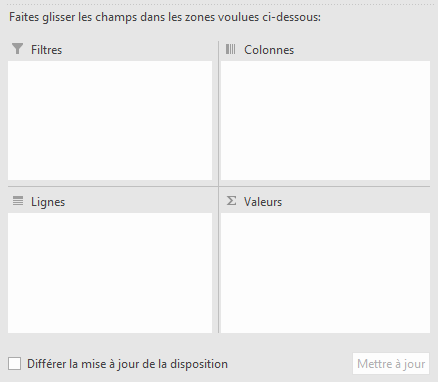 Faites glisser les champs dans les zones voulues ci-dessous:
Filtres
Colonnes
Lignes
Valeurs
Différer la mise à jour de la disposition
Mettre à jour